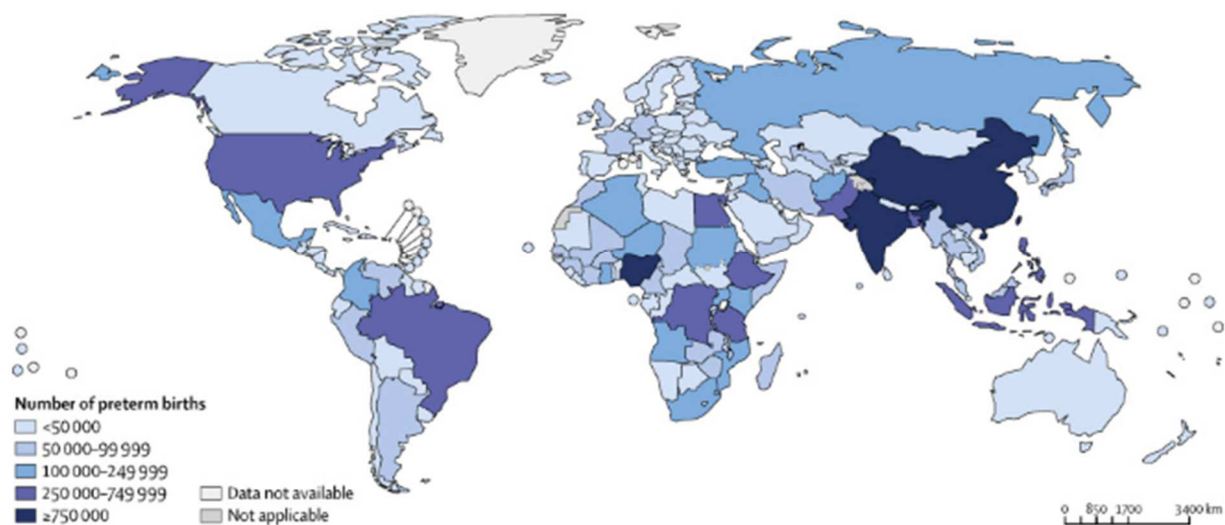 Number of preterm births
<50 000
50 000–99 999
100 000–249 999
250 000–749 999
≥750 000
Data not available
Not applicable
0 850 1700 3400 km